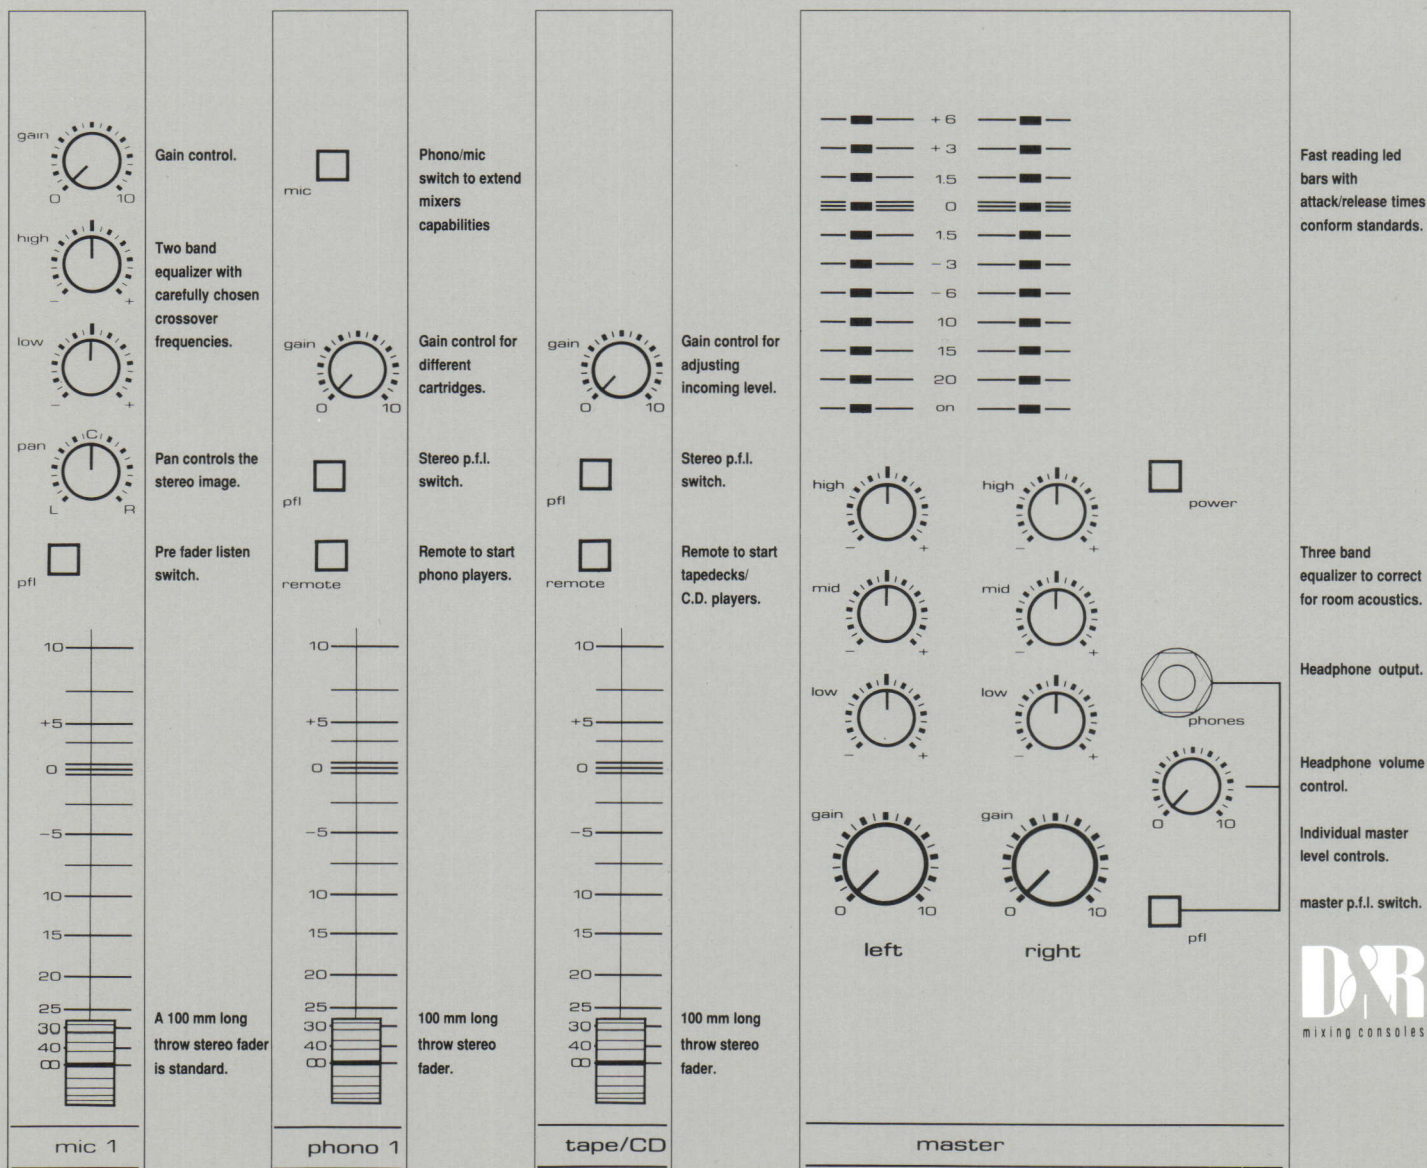 gain
0 10
high
- +
low
- +
pan
C
L R
pfl
10
+5
0
-5
10
15
20
25
30
40
∞
mic 1
Gain control.
Two band
equalizer with
carefully chosen
crossover
frequencies.
Pan controls the
stereo image.
Pre fader listen
switch.
A 100 mm long
throw stereo fader
is standard.
mic
gain
0 10
pfl
remote
10
+5
0
-5
10
15
20
25
30
40
∞
phono 1
Phono/mic
switch to extend
mixers
capabilities
Gain control for
different
cartridges.
Stereo p.f.l.
switch.
Remote to start
phono players.
100 mm long
throw stereo
fader.
gain
0 10
pfl
remote
10
+5
0
-5
10
15
20
25
30
40
∞
tape/CD
Gain control for
adjusting
incoming level.
Stereo p.f.l.
switch.
Remote to start
tapedecks/
C.D. players.
100 mm long
throw stereo
fader.
+6
+3
1.5
0
1.5
-3
-6
10
15
20
on
high high
- + - +
mid mid
- + - +
low low
- + - +
gain gain
0 10 0 10
left right
power
phones
0 10
pfl
master
Fast reading led
bars with
attack/release times
conform standards.
Three band
equalizer to correct
for room acoustics.
Headphone output.
Headphone volume
control.
Individual master
level controls.
master p.f.l. switch.
D&R
mixing consoles